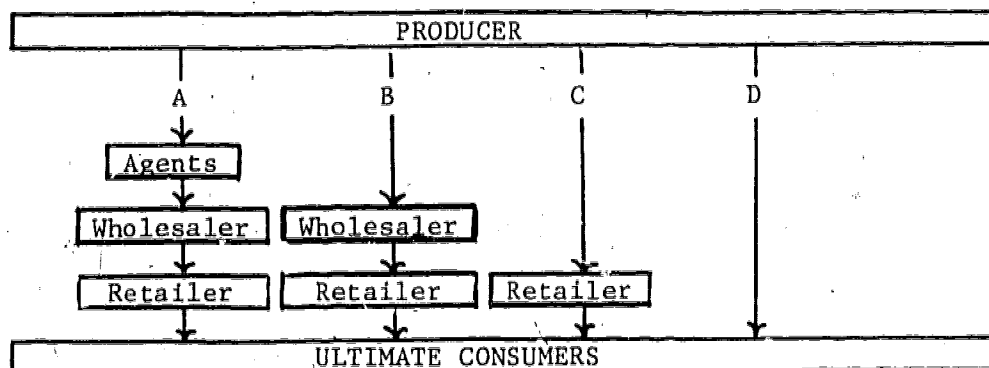 PRODUCER
A B C D
Agents
Wholesaler Wholesaler
Retailer Retailer Retailer
ULTIMATE CONSUMERS